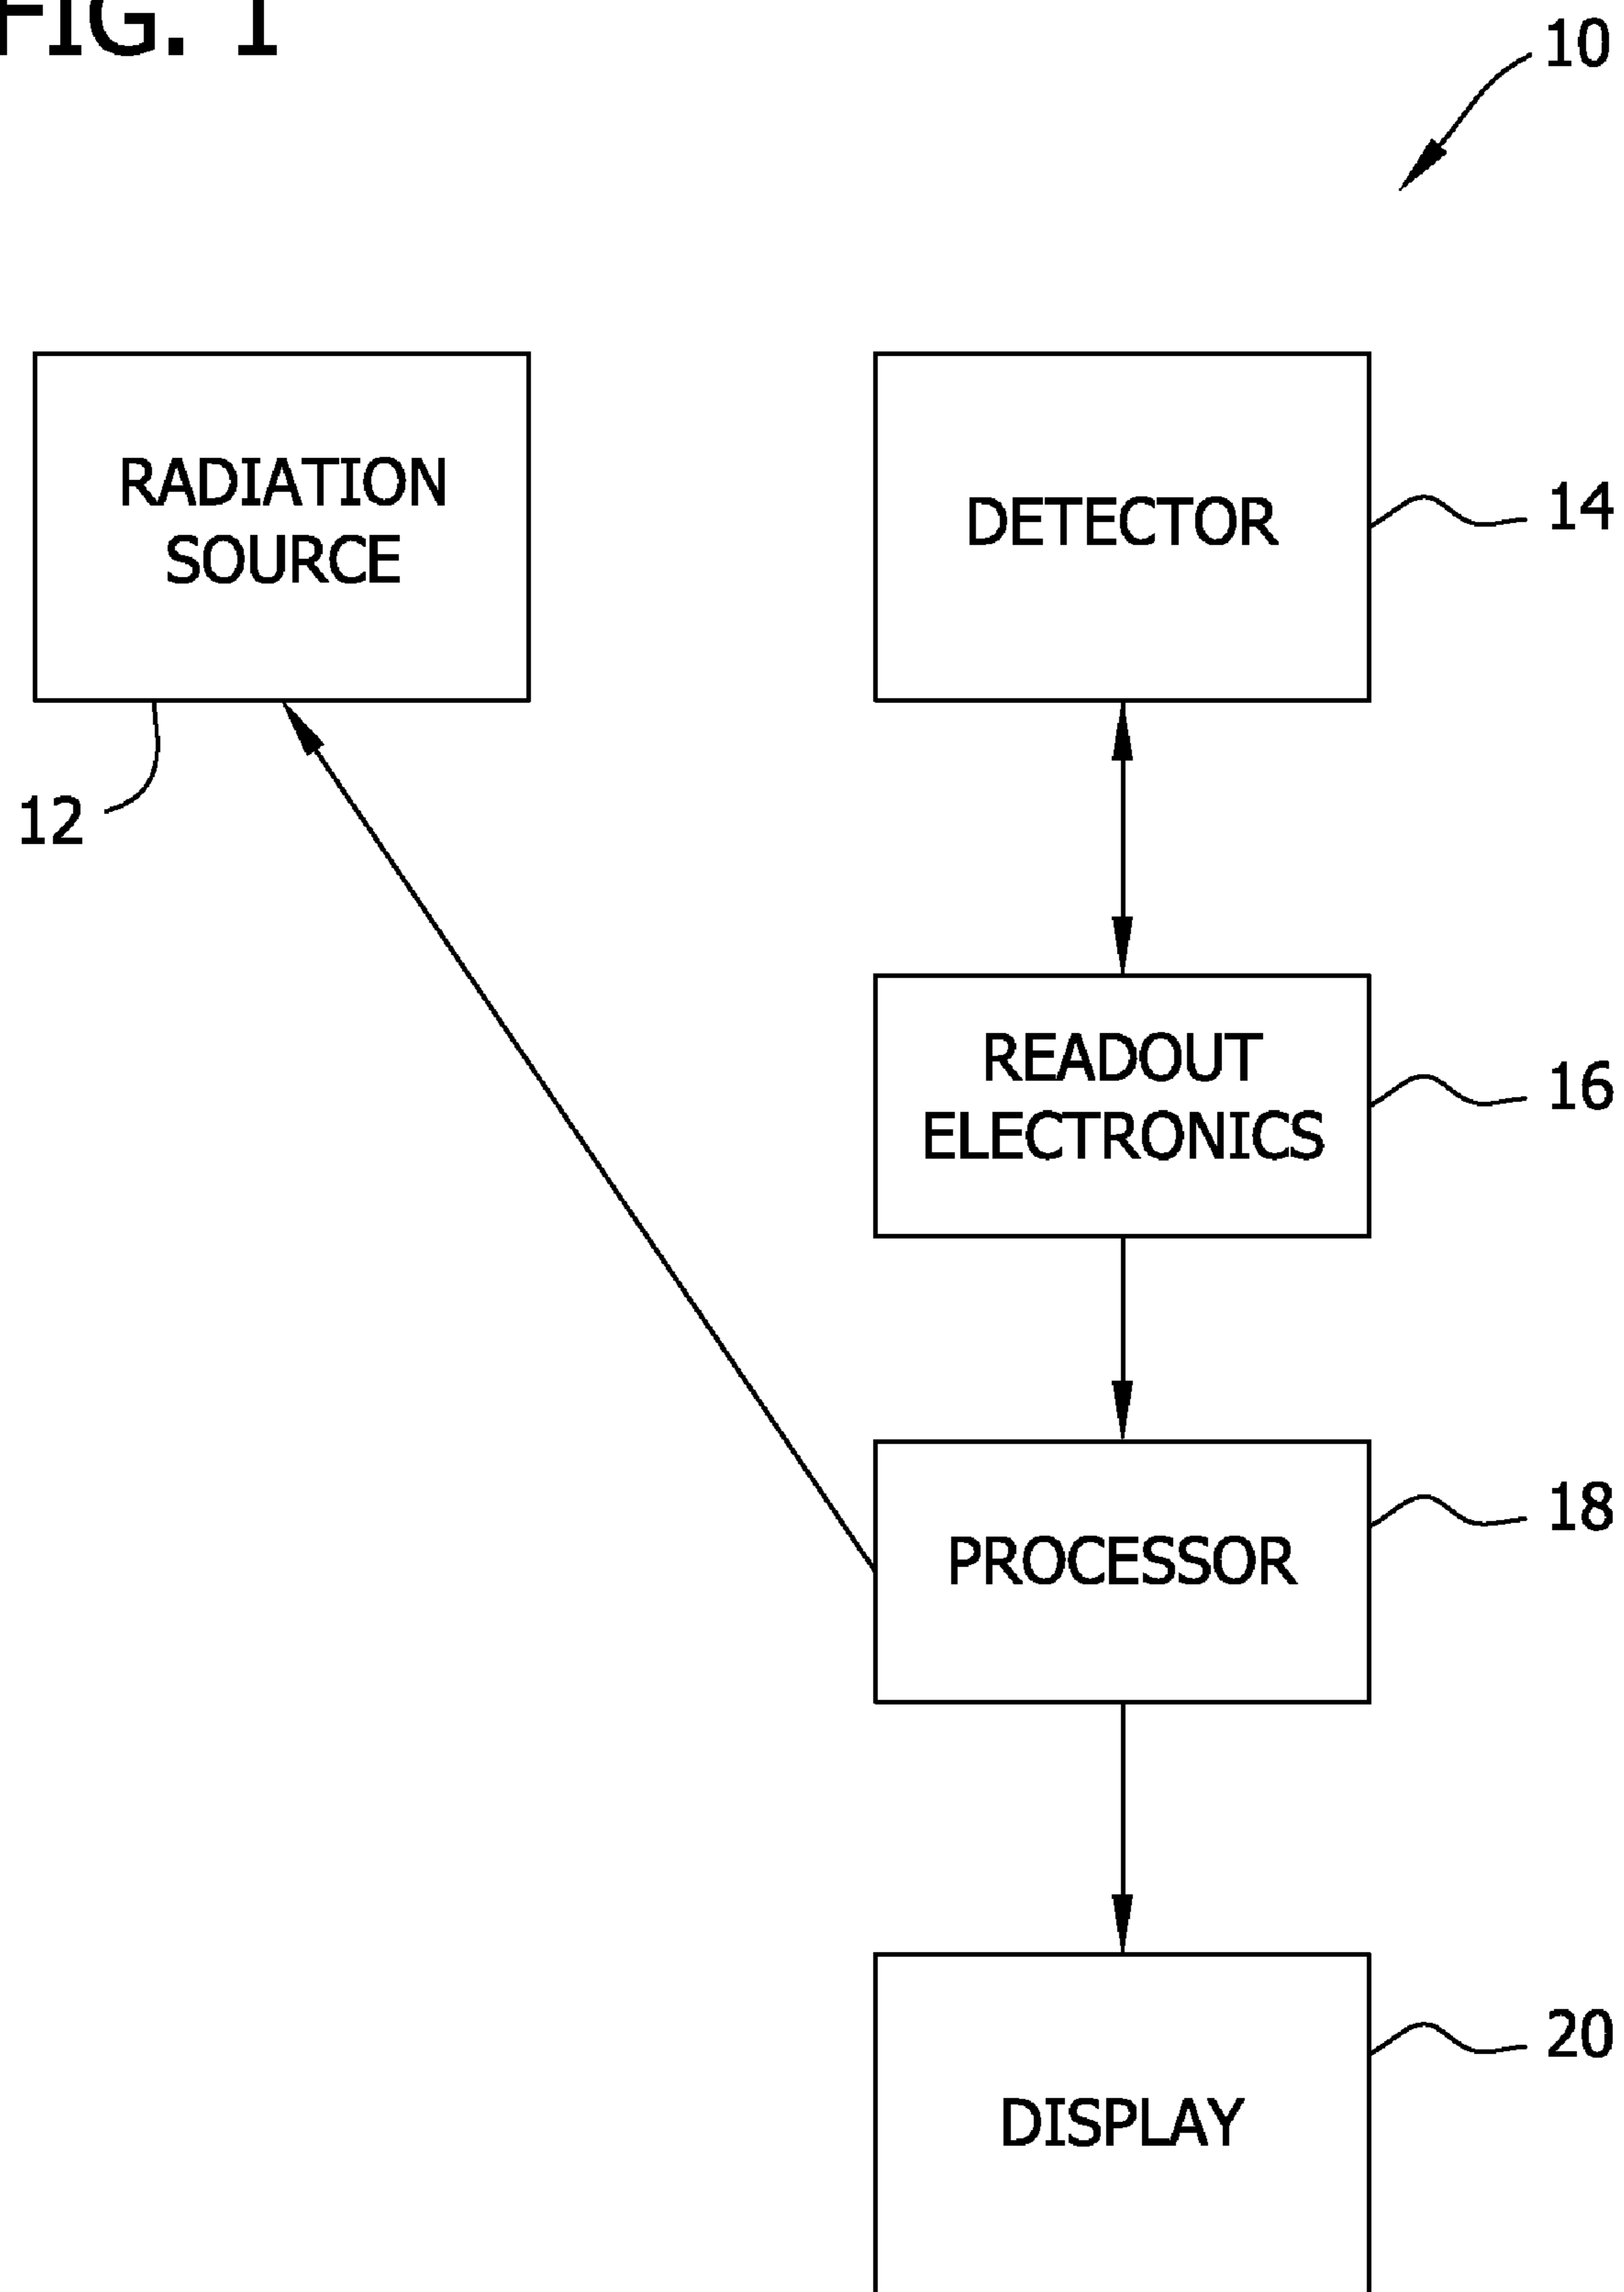 FIG. 1
10
RADIATION
SOURCE
DETECTOR
14
12
READOUT
ELECTRONICS
16
PROCESSOR
18
DISPLAY
20